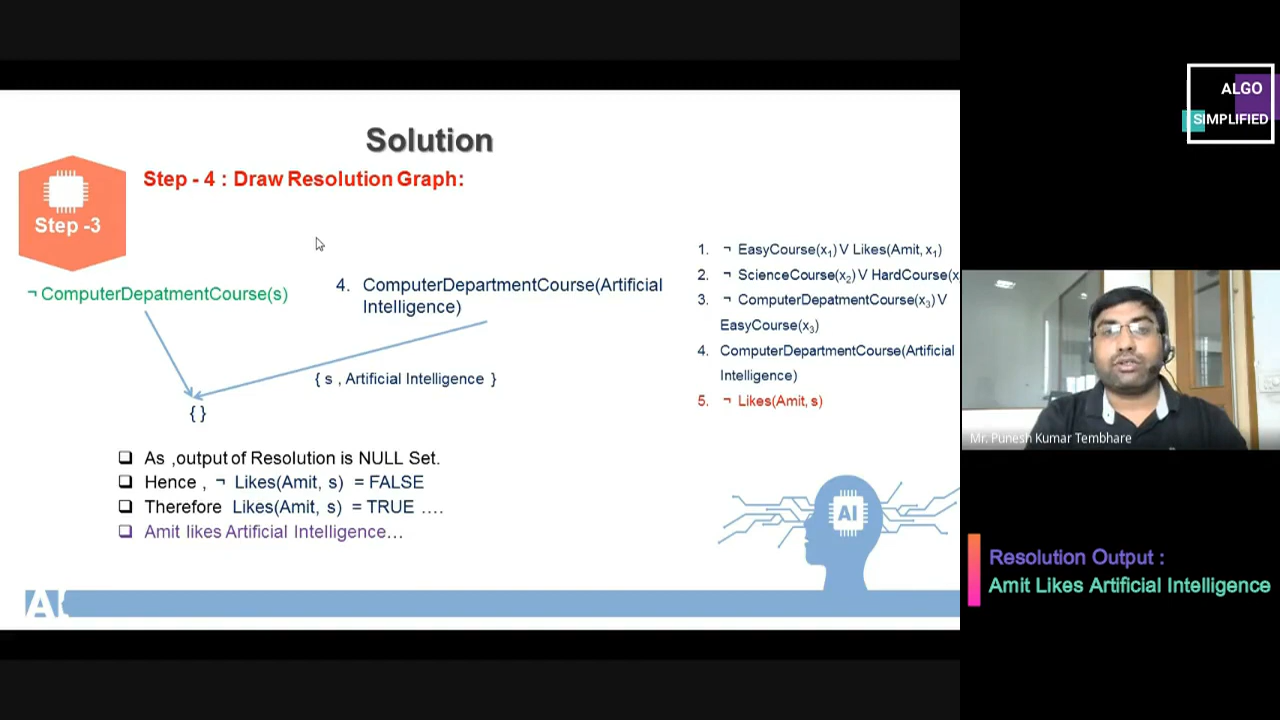 Solution
Step - 4 : Draw Resolution Graph:
Step -3
¬ ComputerDepatmentCourse(s)
4. ComputerDepartmentCourse(Artificial
Intelligence)
{ s , Artificial Intelligence }
{ }
❑ As ,output of Resolution is NULL Set.
❑ Hence , ¬ Likes(Amit, s) = FALSE
❑ Therefore Likes(Amit, s) = TRUE ….
❑ Amit likes Artificial Intelligence…
1. ¬ EasyCourse(x₁) V Likes(Amit, x₁)
2. ¬ ScienceCourse(x₂) V HardCourse(x
3. ¬ ComputerDepatmentCourse(x₃) V
EasyCourse(x₃)
4. ComputerDepartmentCourse(Artificial
Intelligence)
5. ¬ Likes(Amit, s)
AI
ALGO
SIMPLIFIED
Mr. Punesh Kumar Tembhare
Resolution Output :
Amit Likes Artificial Intelligence